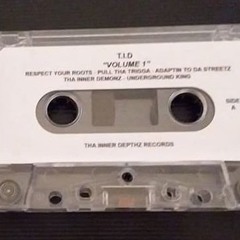 T.I.D
"VOLUME 1"
RESPECT YOUR ROOTS - PULL THA TRIGGA - ADAPTIN TO DA STREETZ
THA INNER DEMONZ - UNDERGROUND KING
SIDE
A
THA INNER DEPTHZ RECORDS